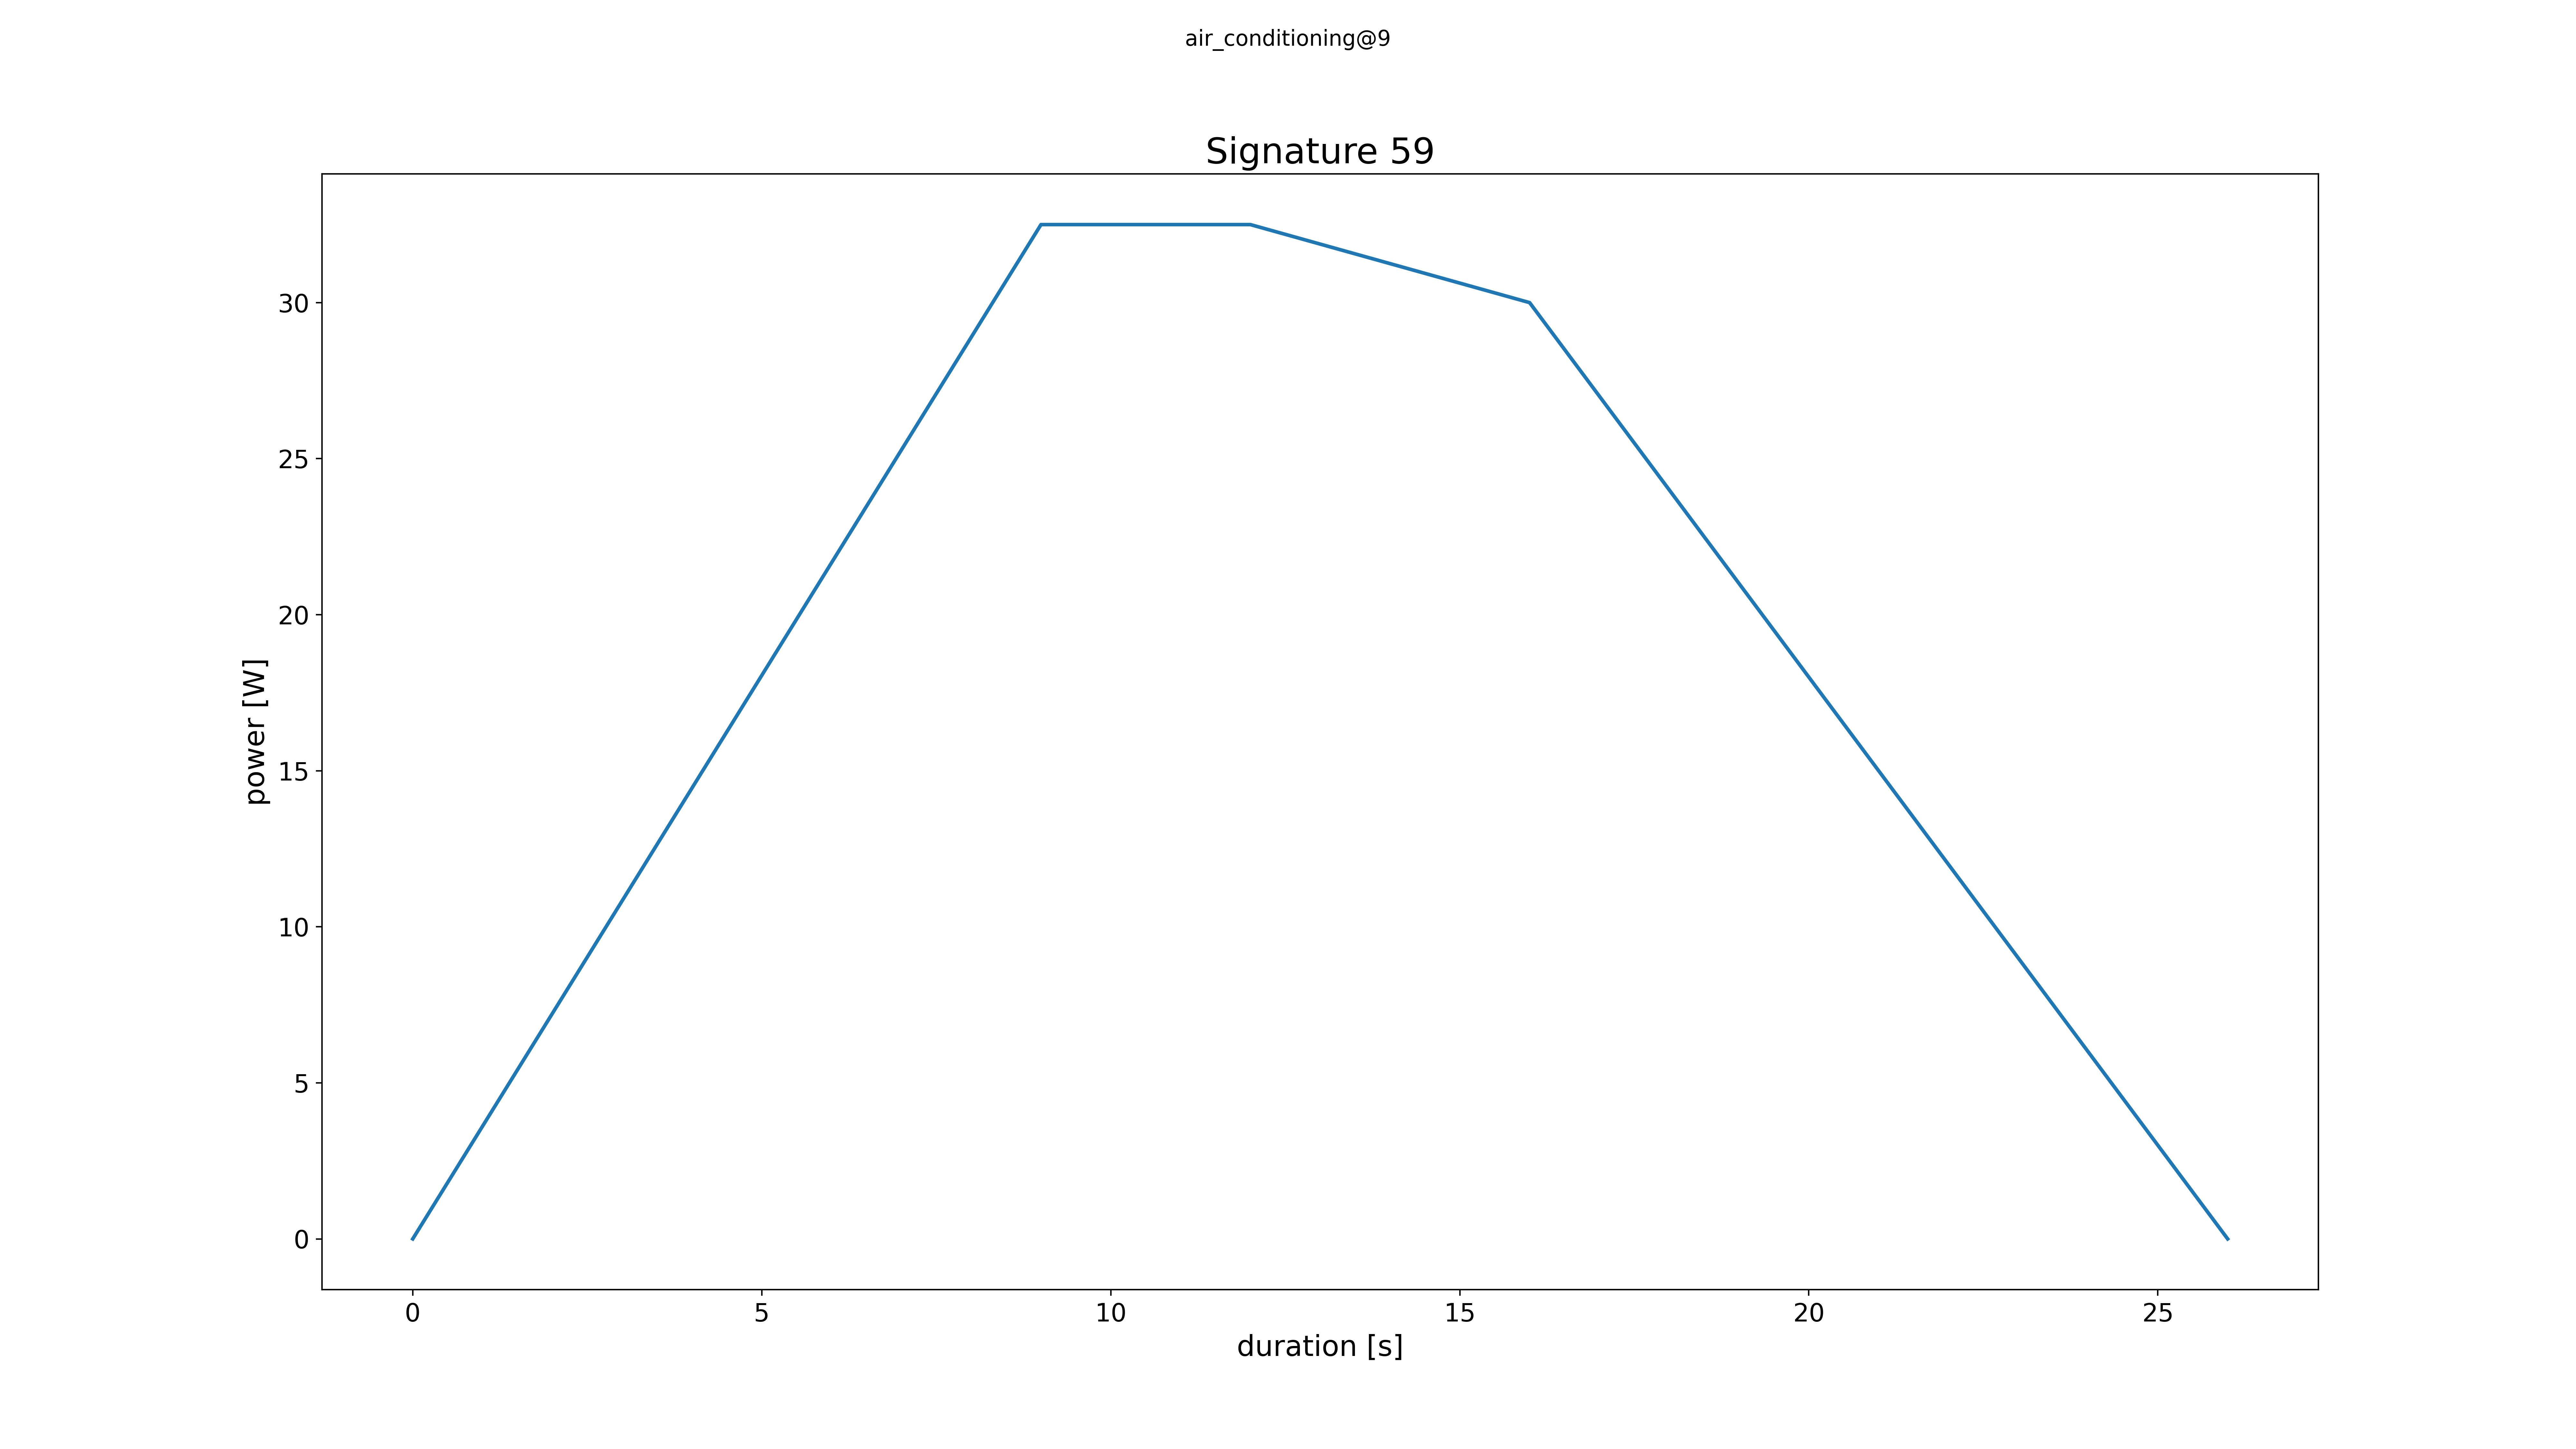 air_conditioning@9
Signature 59
power [W]
30
25
20
15
10
5
0
0 5 10 15 20 25
duration [s]